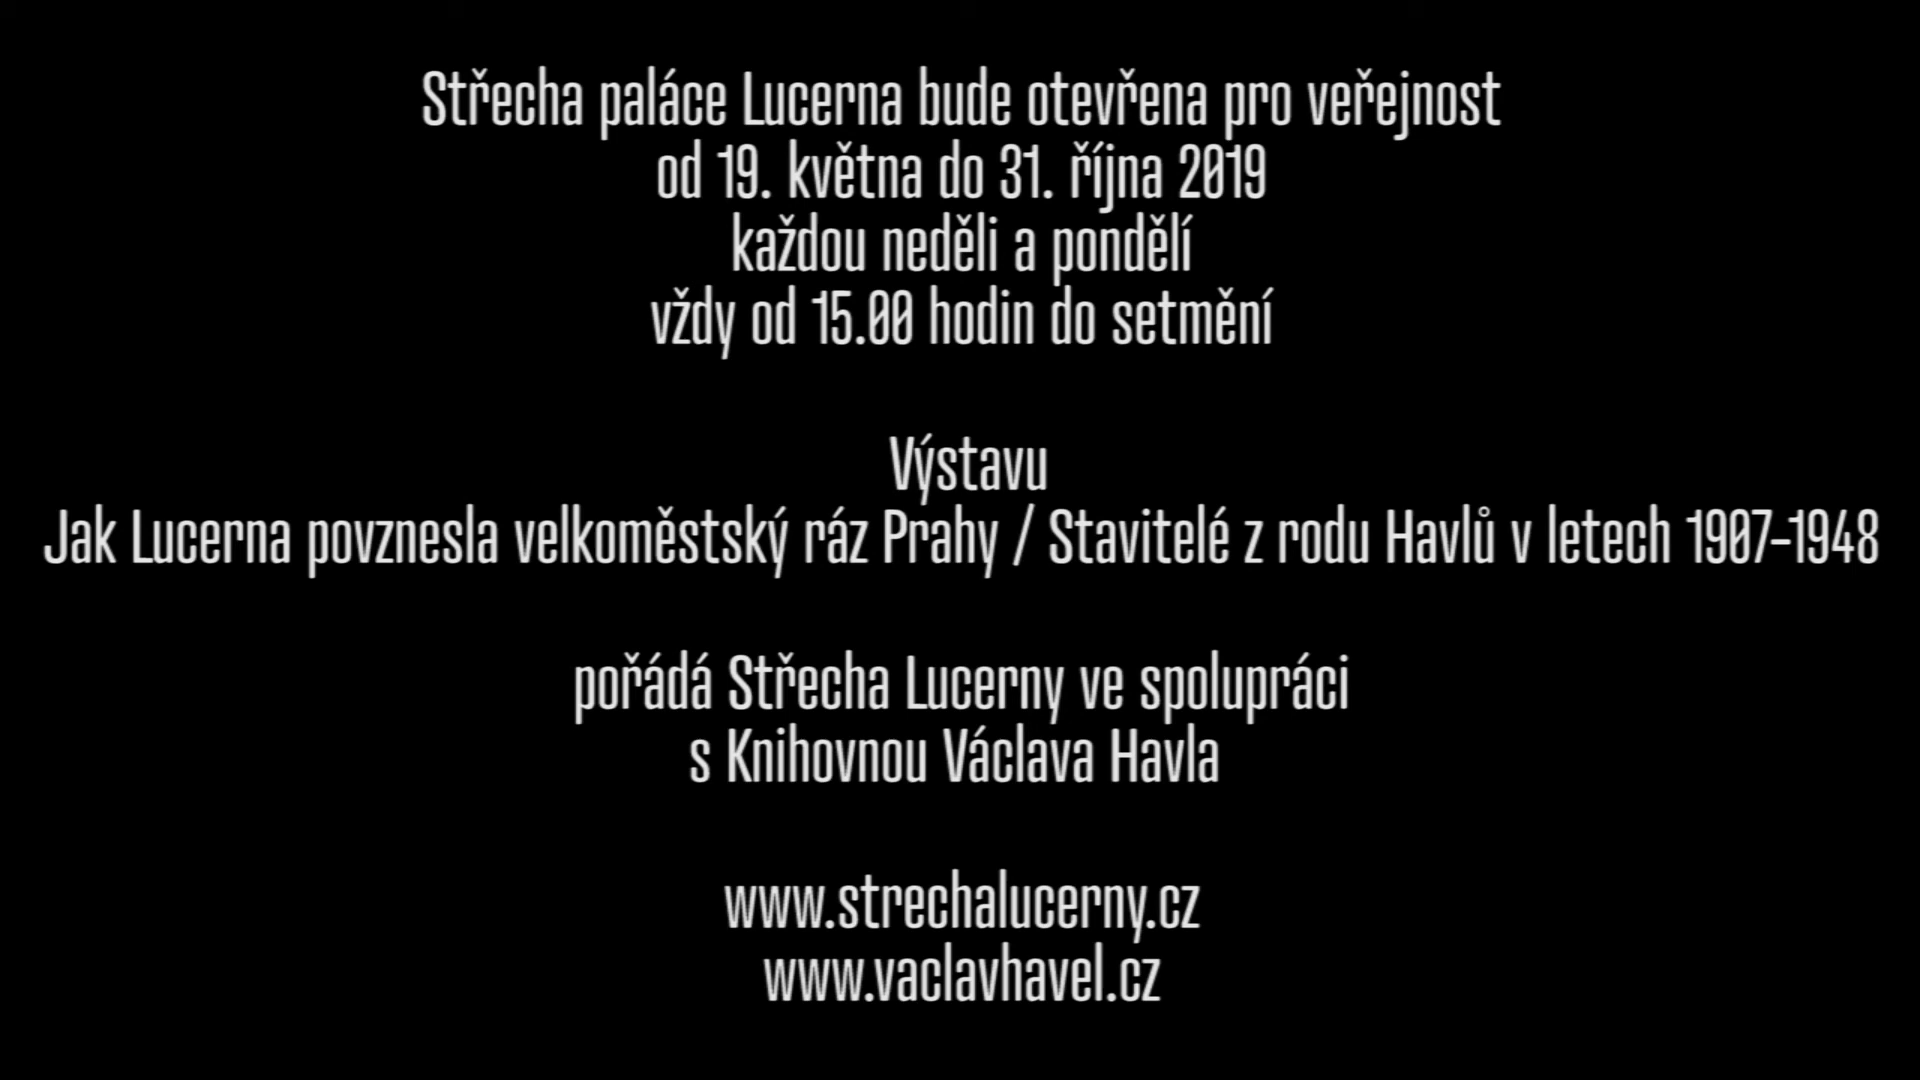 Střecha paláce Lucerna bude otevřena pro veřejnost
od 19. května do 31. října 2019
každou neděli a pondělí
vždy od 15.00 hodin do setmění
Výstavu
Jak Lucerna povznesla velkoměstský ráz Prahy / Stavitelé z rodu Havlů v letech 1907–1948
pořádá Střecha Lucerny ve spolupráci
s Knihovnou Václava Havla
www.strechalucerny.cz
www.vaclavhavel.cz